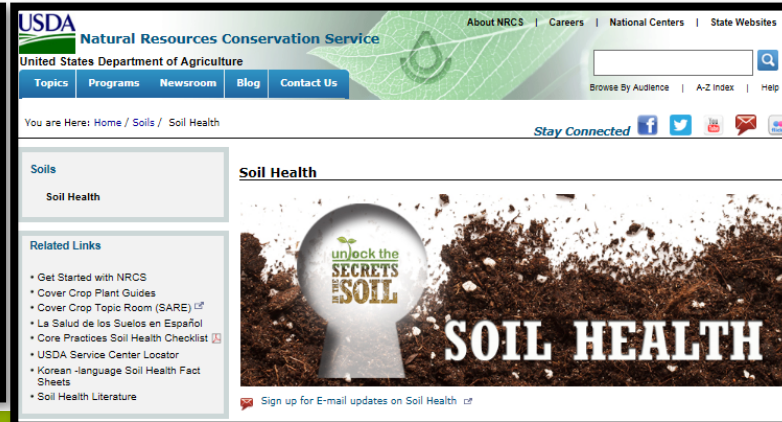 USDA
Natural Resources Conservation Service
United States Department of Agriculture
About NRCS | Careers | National Centers | State Websites
Browse By Audience | A-Z Index | Help
Topics Programs Newsroom Blog Contact Us
You are Here: Home / Soils / Soil Health
Stay Connected
Soils
Soil Health
Related Links
• Get Started with NRCS
• Cover Crop Plant Guides
• Cover Crop Topic Room (SARE)
• La Salud de los Suelos en Español
• Core Practices Soil Health Checklist
• USDA Service Center Locator
• Korean -language Soil Health Fact
Sheets
• Soil Health Literature
Soil Health
unlock the
SECRETS
IN THE
SOIL
SOIL HEALTH
Sign up for E-mail updates on Soil Health